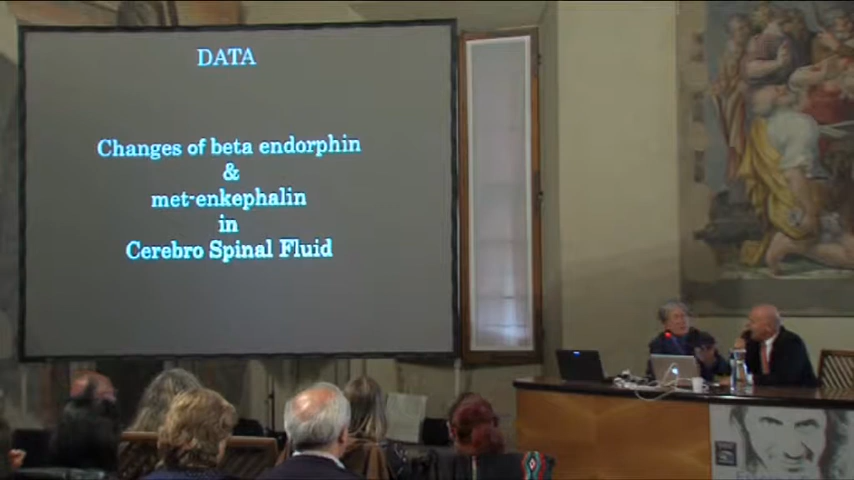 DATA
Changes of beta endorphin
&
met-enkephalin
in
Cerebro Spinal Fluid